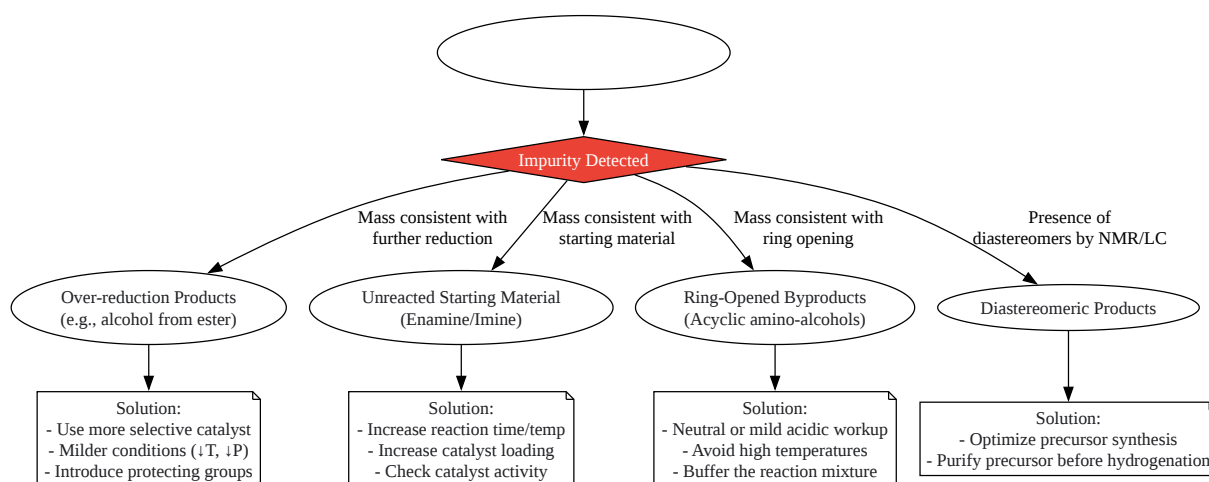 Impurity Detected
Mass consistent with
further reduction
Mass consistent with
starting material
Mass consistent with
ring opening
Presence of
diastereomers by NMR/LC
Over-reduction Products
(e.g., alcohol from ester)
Unreacted Starting Material
(Enamine/Imine)
Ring-Opened Byproducts
(Acyclic amino-alcohols)
Diastereomeric Products
Solution:
- Use more selective catalyst
- Milder conditions (↓T, ↓P)
- Introduce protecting groups
Solution:
- Increase reaction time/temp
- Increase catalyst loading
- Check catalyst activity
Solution:
- Neutral or mild acidic workup
- Avoid high temperatures
- Buffer the reaction mixture
Solution:
- Optimize precursor synthesis
- Purify precursor before hydrogenation